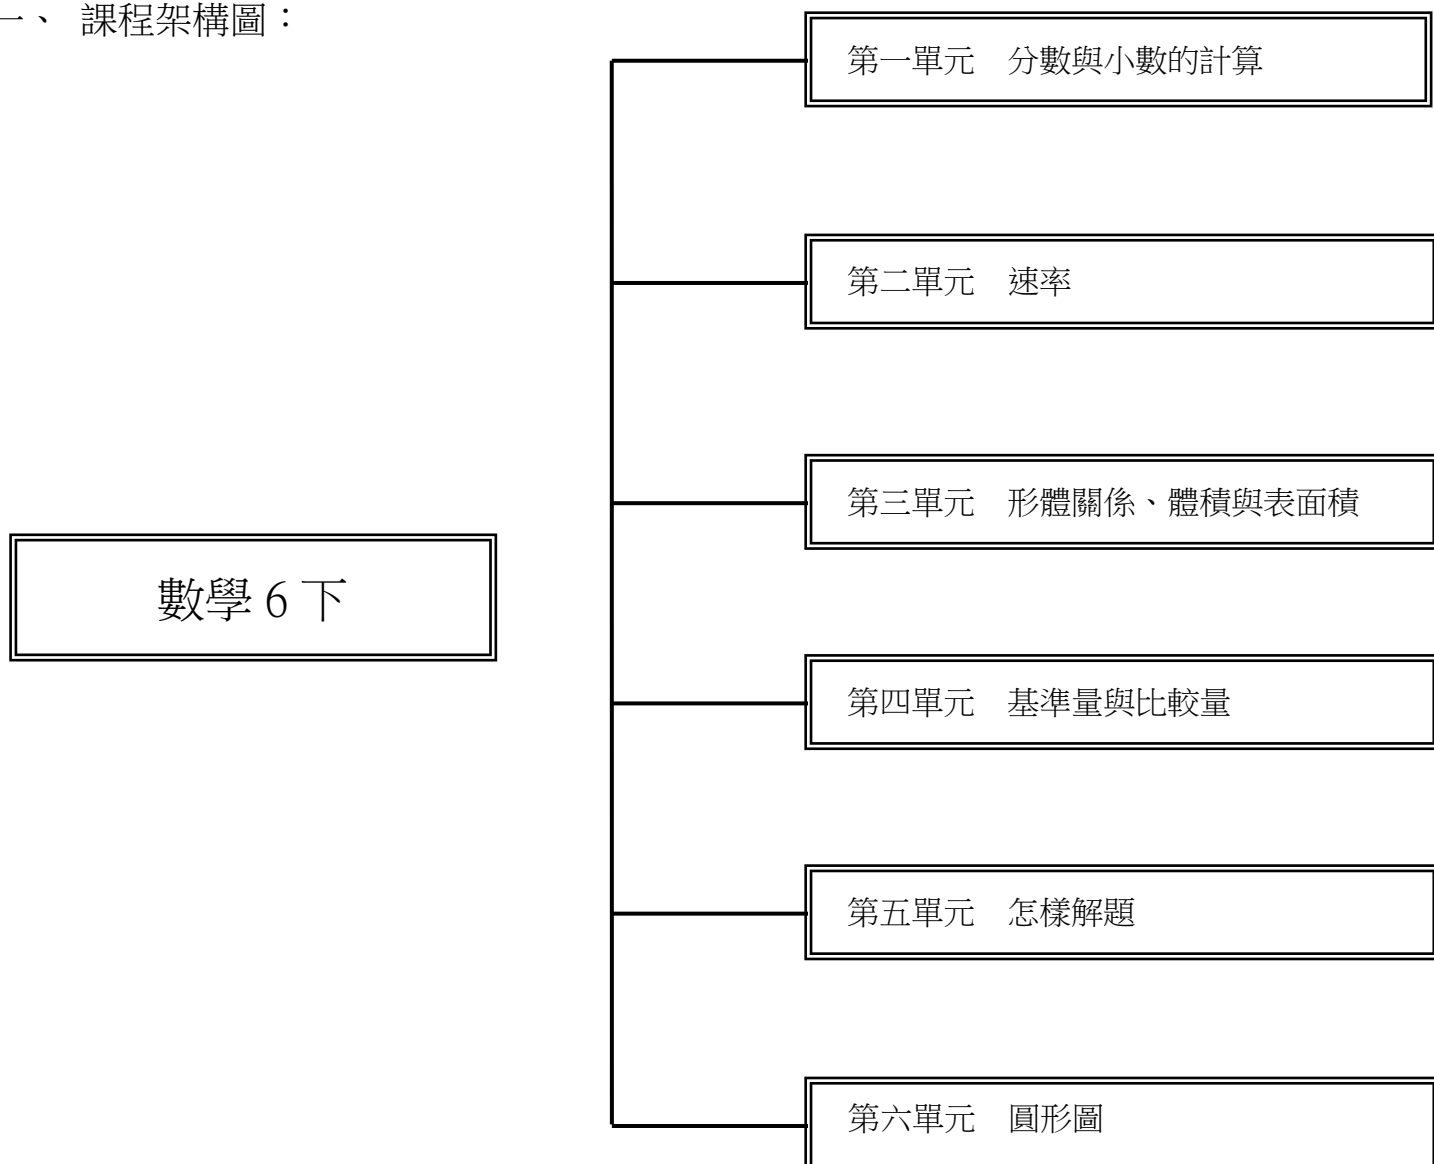 一、 課程架構圖：
第一單元　分數與小數的計算
第二單元　速率
第三單元　形體關係、體積與表面積
數學 6 下
第四單元　基準量與比較量
第五單元　怎樣解題
第六單元　圓形圖